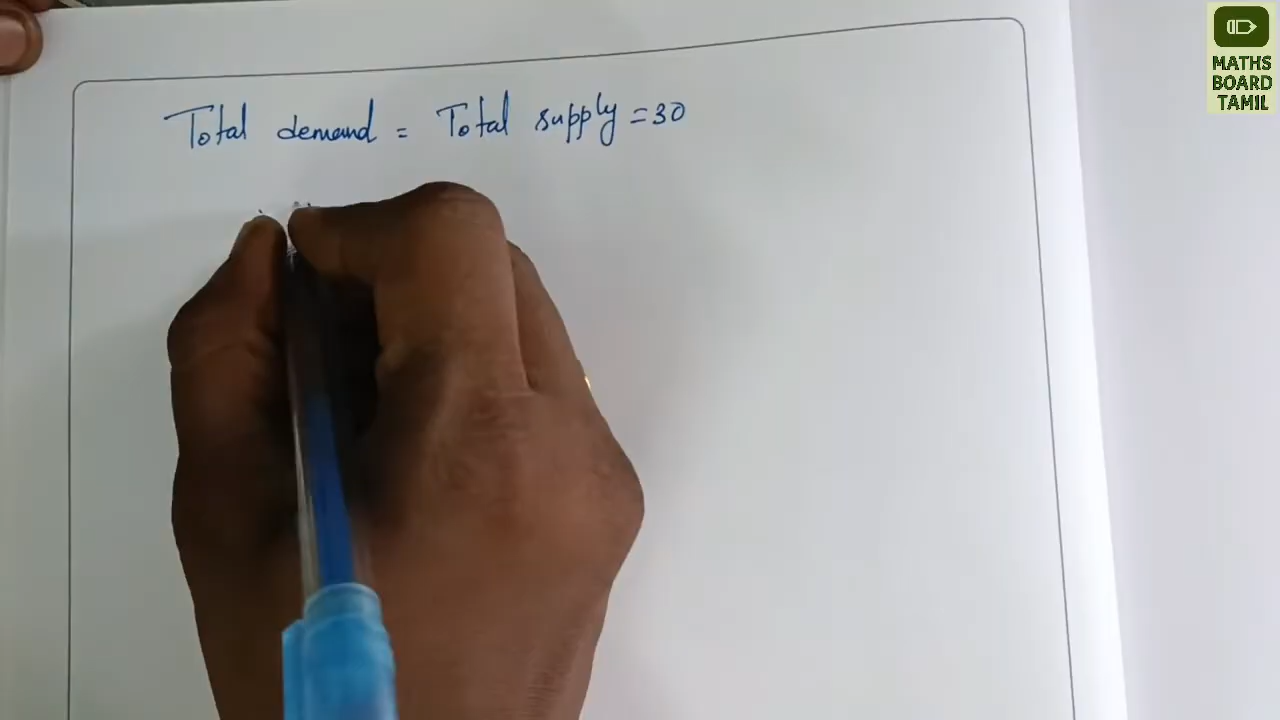 Total demand = Total supply = 30
MATHS
BOARD
TAMIL